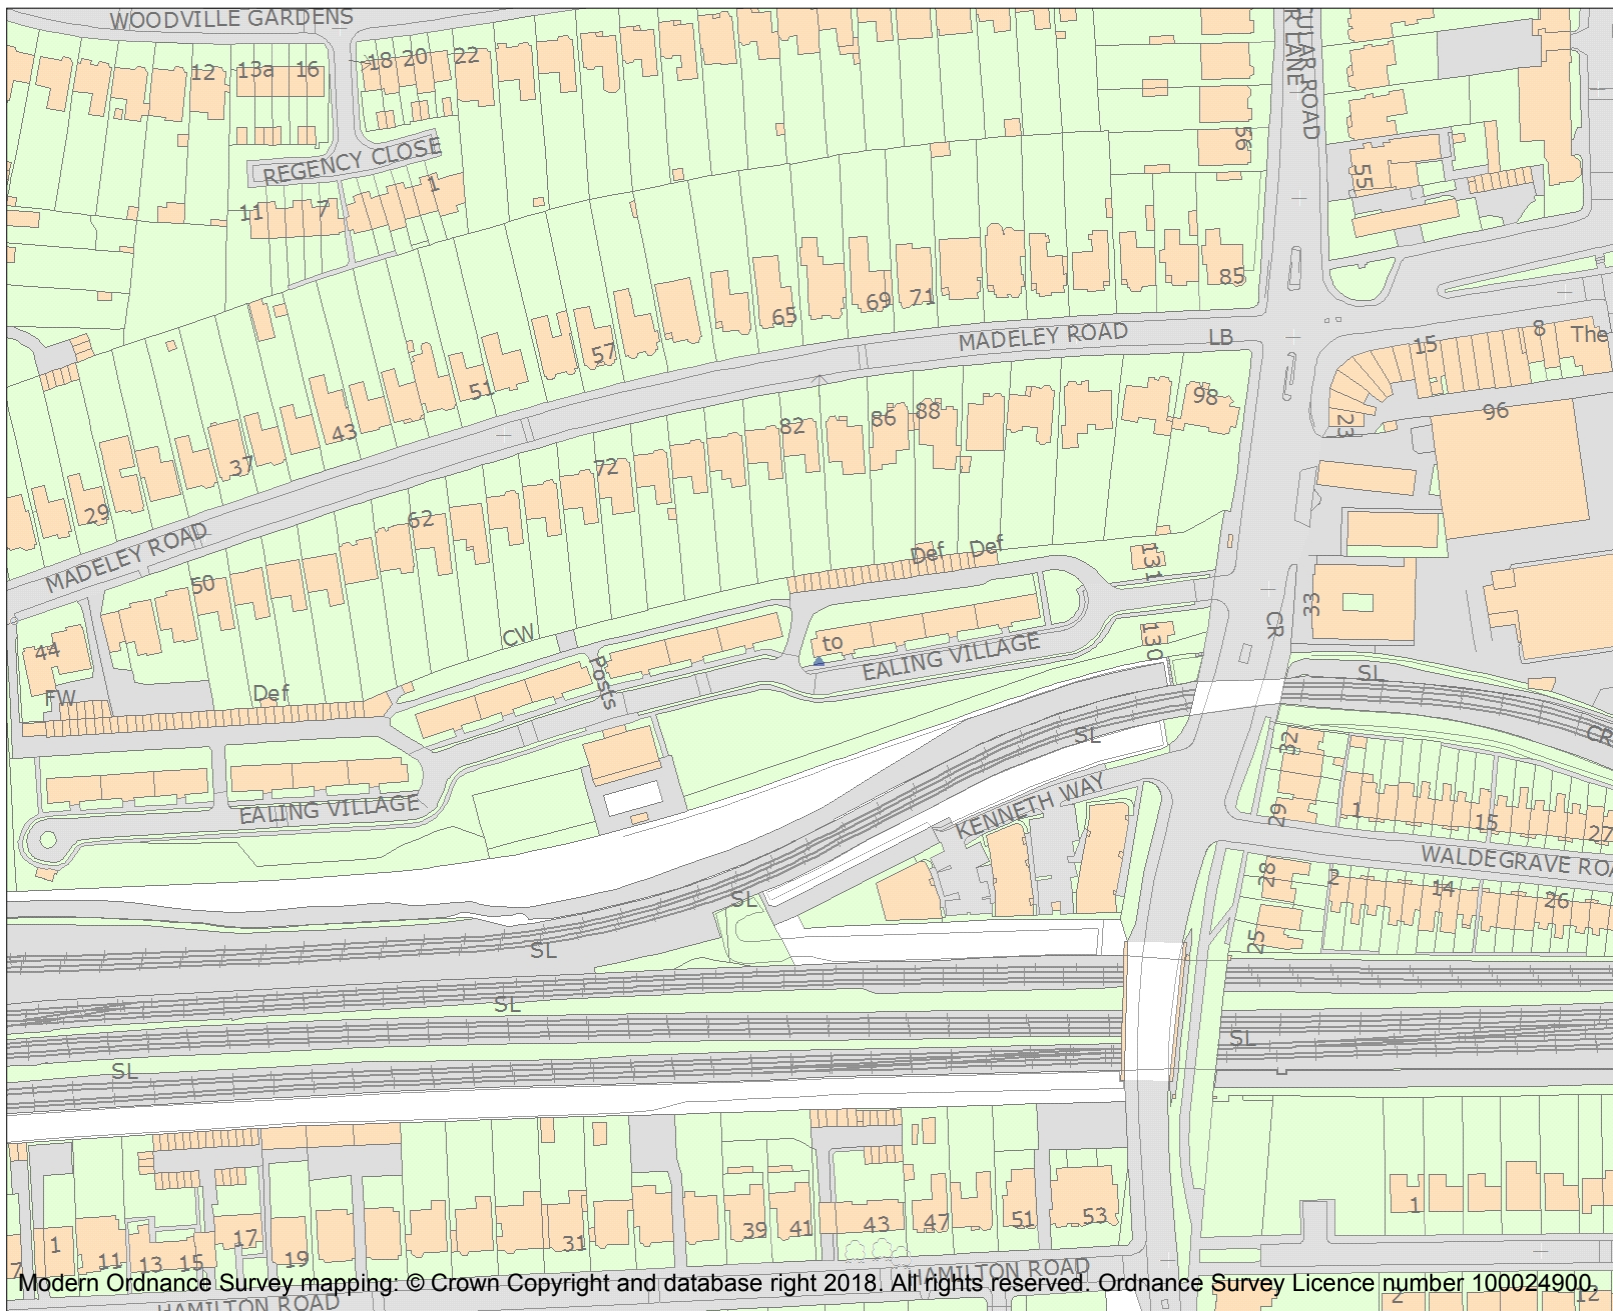 WOODVILLE GARDENS
12
13a
16
18 20
22
R LANE
ULAR ROAD
56
55
REGENCY CLOSE
11
7
1
85
65
69
71
57
51
43
37
29
MADELEY ROAD
LB
15
8
The
98
23
96
82
86
88
72
62
50
MADELEY ROAD
Def
Def
131
33
CR
130
CW
to
EALING VILLAGE
Posts
44
FW
Def
SL
SL
CR
32
29
1
15
27
KENNETH WAY
EALING VILLAGE
WALDEGRAVE ROA
28
2
14
26
25
SL
SL
SL
SL
SL
1
39
41
43
47
51
53
31
1
11
13
15
17
19
7
HAMILTON ROAD
Modern Ordnance Survey mapping: © Crown Copyright and database right 2018. All rights reserved. Ordnance Survey Licence number 100024900.
HAMILTON ROAD
2
12